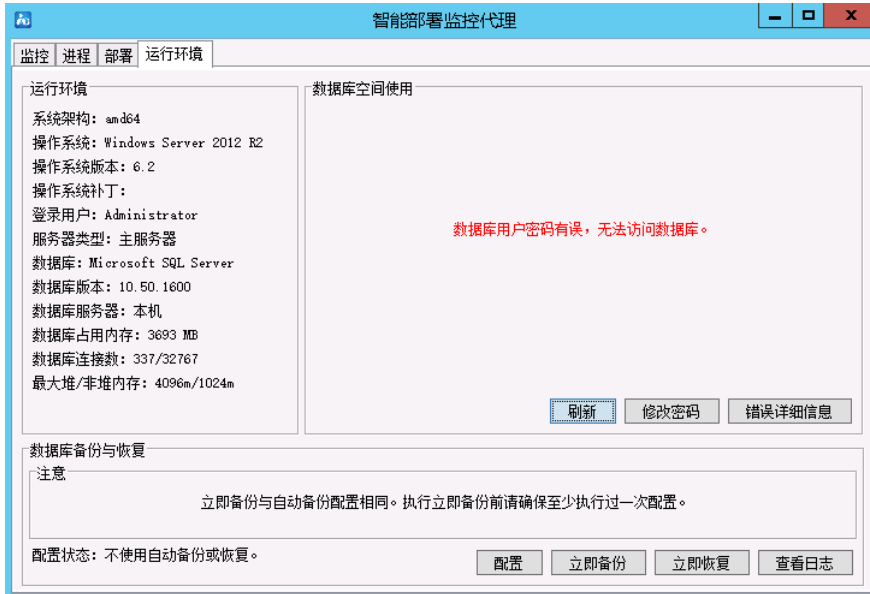 智能部署监控代理
监控 进程 部署 运行环境
运行环境
系统架构: amd64
操作系统: Windows Server 2012 R2
操作系统版本: 6.2
操作系统补丁:
登录用户: Administrator
服务器类型: 主服务器
数据库: Microsoft SQL Server
数据库版本: 10.50.1600
数据库服务器: 本机
数据库占用内存: 3693 MB
数据库连接数: 337/32767
最大堆/非堆内存: 4096m/1024m
数据库空间使用
数据库用户密码有误，无法访问数据库。
刷新 修改密码 错误详细信息
数据库备份与恢复
注意
立即备份与自动备份配置相同。执行立即备份前请确保至少执行过一次配置。
配置状态: 不使用自动备份或恢复。
配置 立即备份 立即恢复 查看日志